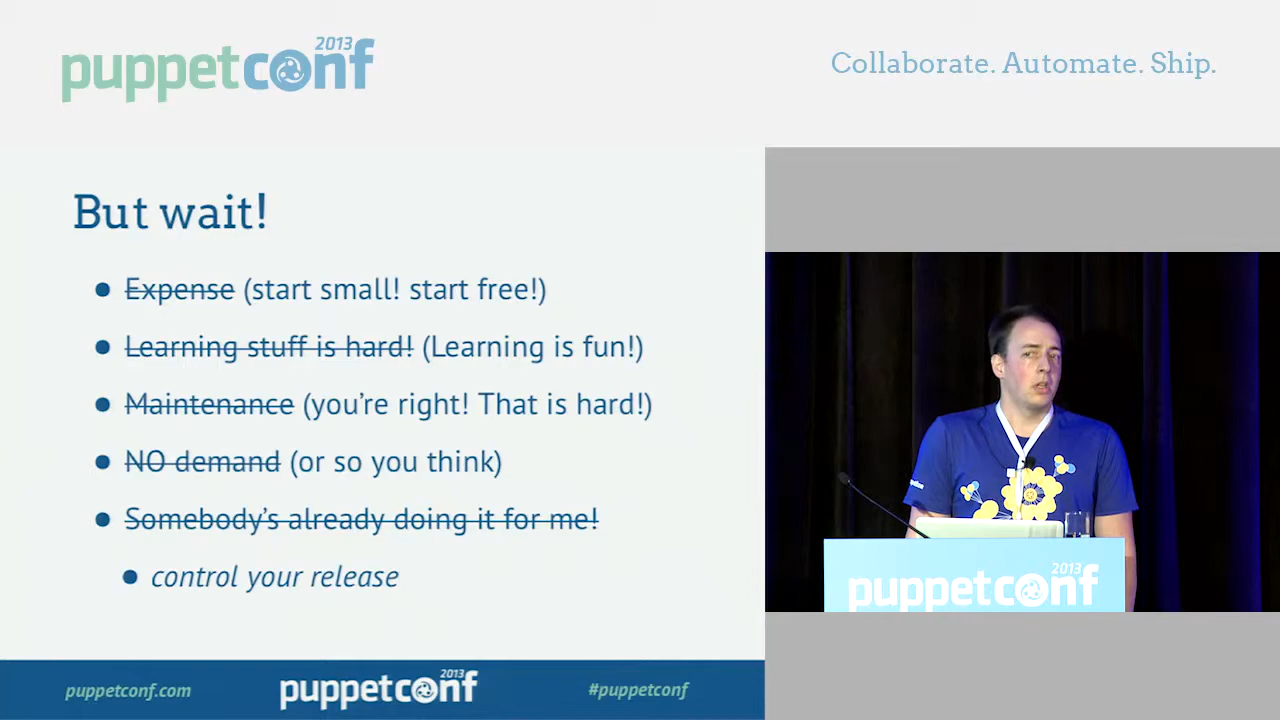 2013
puppetconf
Collaborate. Automate. Ship.
But wait!
Expense (start small! start free!)
Learning stuff is hard! (Learning is fun!)
Maintenance (you're right! That is hard!)
NO demand (or so you think)
Somebody's already doing it for me!
control your release
2013
puppetconf
puppetconf.com
2013
puppetconf
#puppetconf